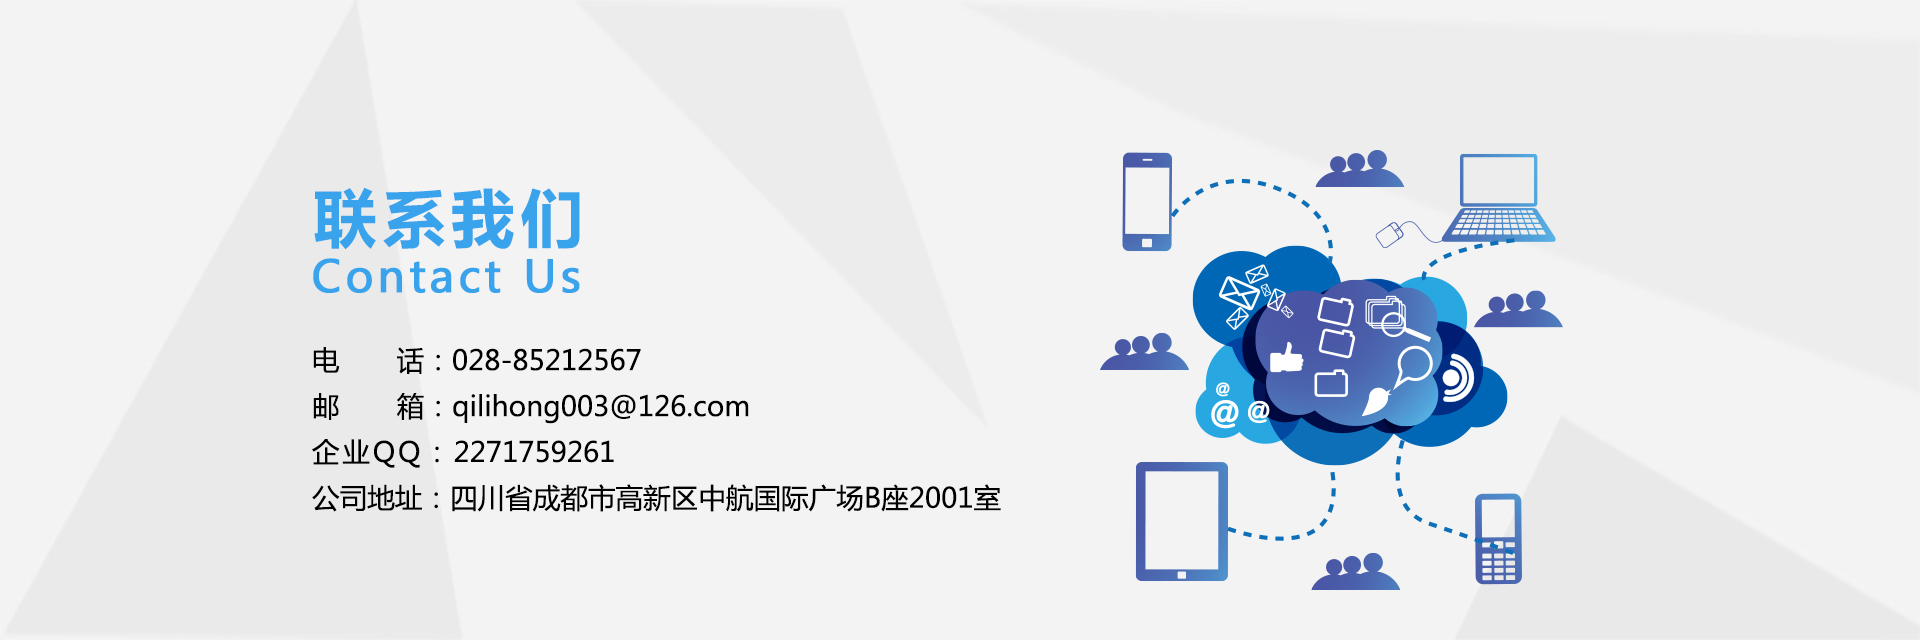 联系我们
Contact Us
电　　话：028-85212567
邮　　箱：qilihong003@126.com
企业QQ：2271759261
公司地址：四川省成都市高新区中航国际广场B座2001室
@
@ @